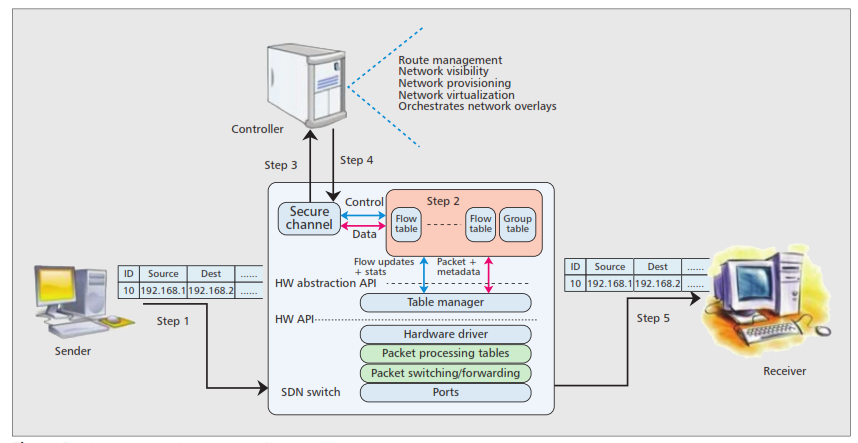 Route management
Network visibility
Network provisioning
Network virtualization
Orchestrates network overlays
Controller
Step 3
Step 4
Secure
channel
Control
Data
Step 2
Flow
table
Flow
table
Group
table
Flow updates
+ stats
Packet +
metadata
HW abstraction API
Table manager
HW API
Hardware driver
Packet processing tables
Packet switching/forwarding
SDN switch
Ports
ID Source Dest ......
10 192.168.1 192.168.2 ......
Step 1
Sender
ID Source Dest ......
10 192.168.1 192.168.2 ......
Step 5
Receiver